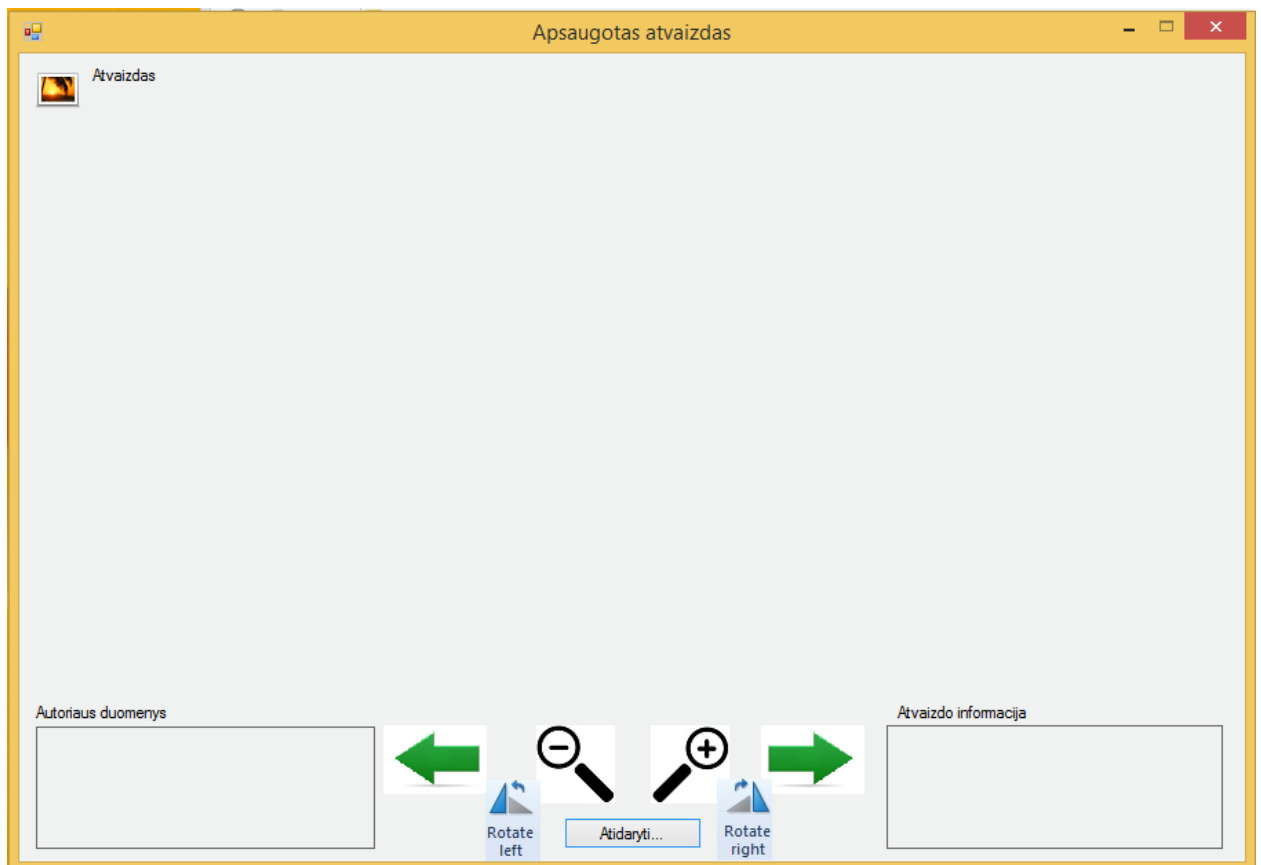 Apsaugotas atvaizdas
Atvaizdas
Autoriaus duomenys
Atvaizdo informacija
Rotate
left
Atidaryti...
Rotate
right